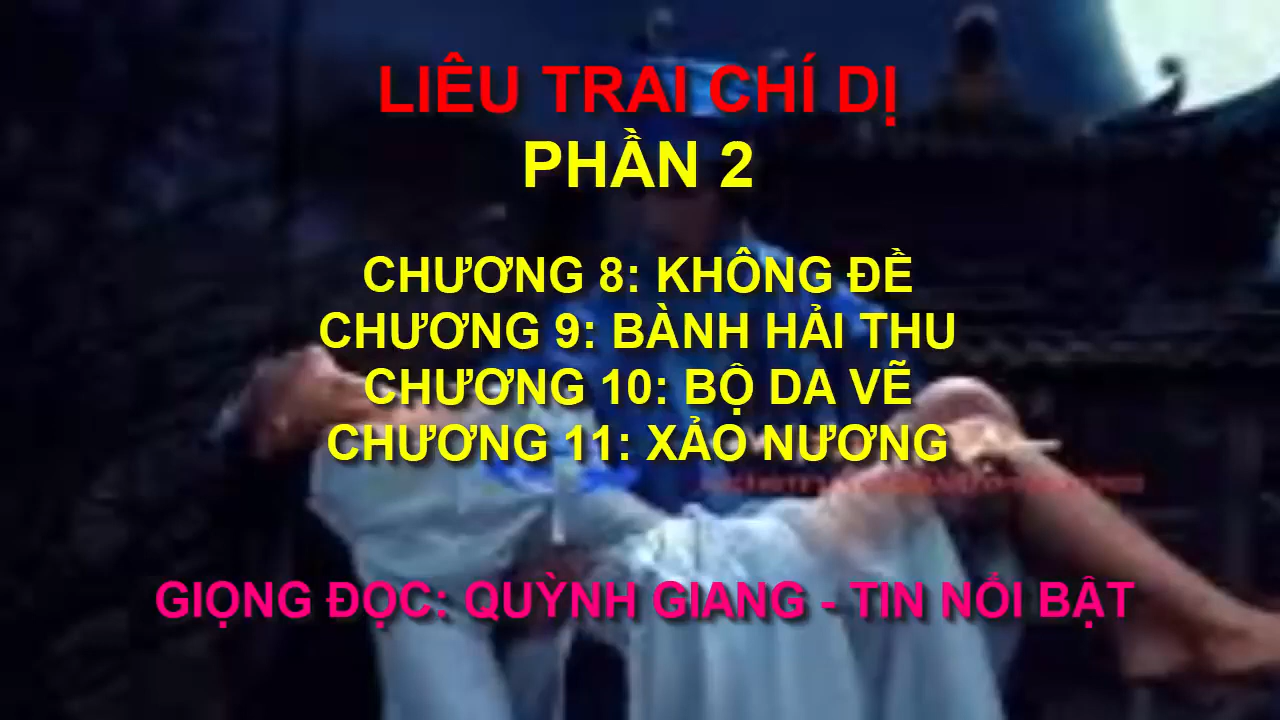 LIÊU TRAI CHÍ DỊ
PHẦN 2
CHƯƠNG 8: KHÔNG ĐỀ
CHƯƠNG 9: BÀNH HẢI THU
CHƯƠNG 10: BỘ DA VẼ
CHƯƠNG 11: XẢO NƯƠNG
GIỌNG ĐỌC: QUỲNH GIANG - TIN NỔI BẬT